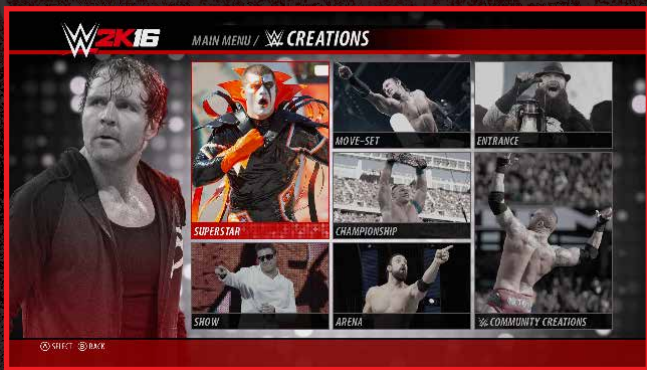 W 2K16 MAIN MENU / W CREATIONS
MOVE-SET
ENTRANCE
SUPERSTAR
CHAMPIONSHIP
SHOW
ARENA
W COMMUNITY CREATIONS
Ⓐ SELECT Ⓑ BACK